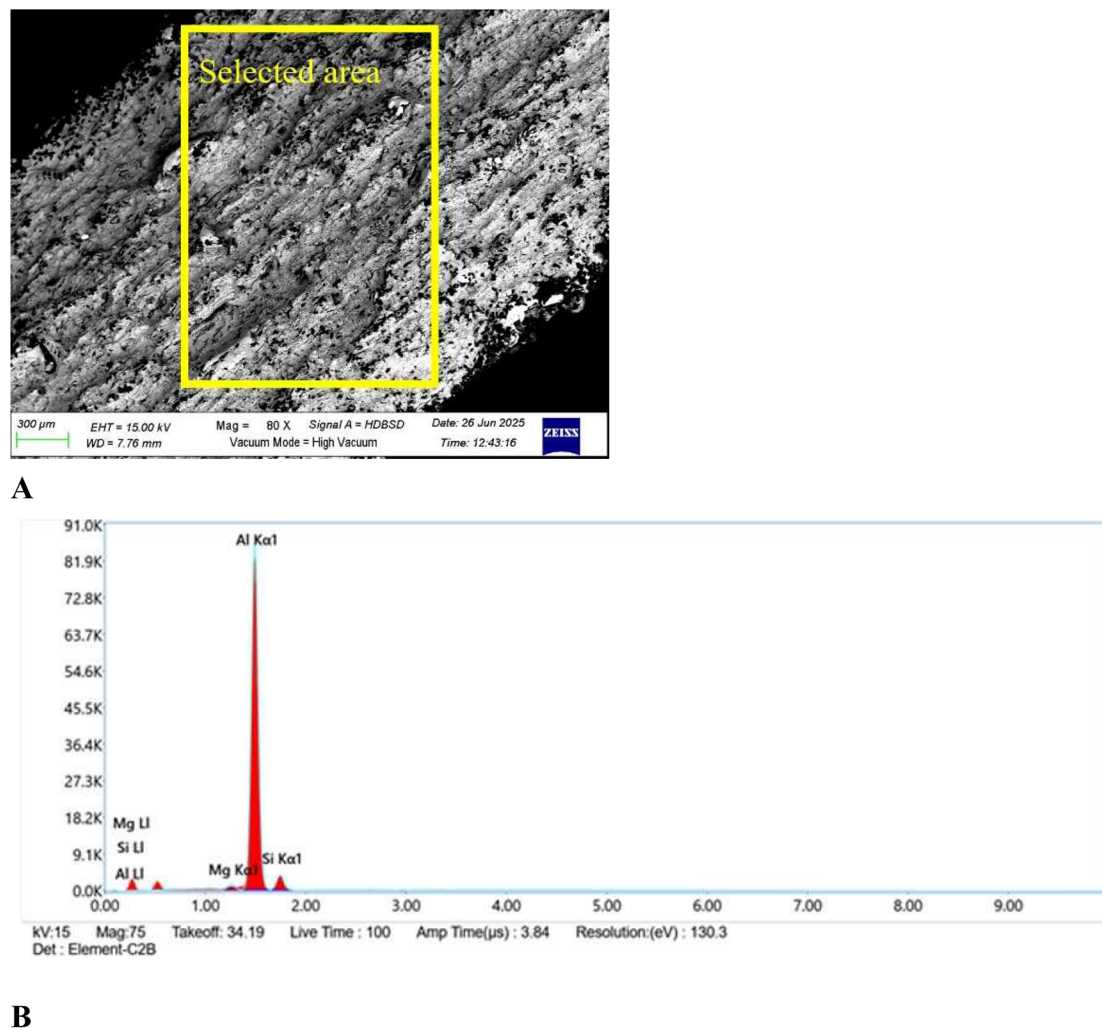 Selected area
300 µm
EHT = 15.00 kV
WD = 7.76 mm
Mag = 80 X
Signal A = HDBSD
Vacuum Mode = High Vacuum
Date: 26 Jun 2025
Time: 12:43:16
ZEISS
A
91.0K
81.9K
72.8K
63.7K
54.6K
45.5K
36.4K
27.3K
18.2K
9.1K
0.0K
Al Kα1
Mg Ll
Si Ll
Al Ll
Mg Kα1
Si Kα1
0.00 1.00 2.00 3.00 4.00 5.00 6.00 7.00 8.00 9.00
kV:15 Mag:75 Takeoff: 34.19 Live Time : 100 Amp Time(µs) : 3.84 Resolution:(eV) : 130.3
Det : Element-C2B
B